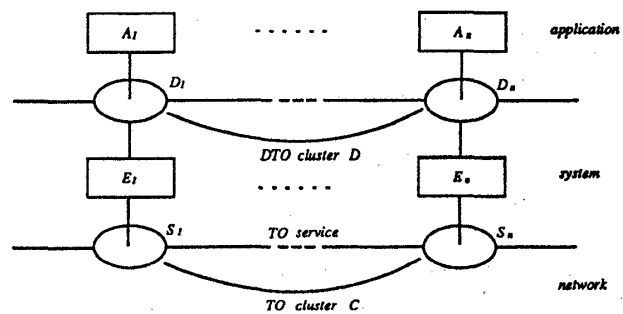 A1 ...... An application
D1 Dn
DTO cluster D
E1 ...... En system
S1 TO service Sn
TO cluster C network